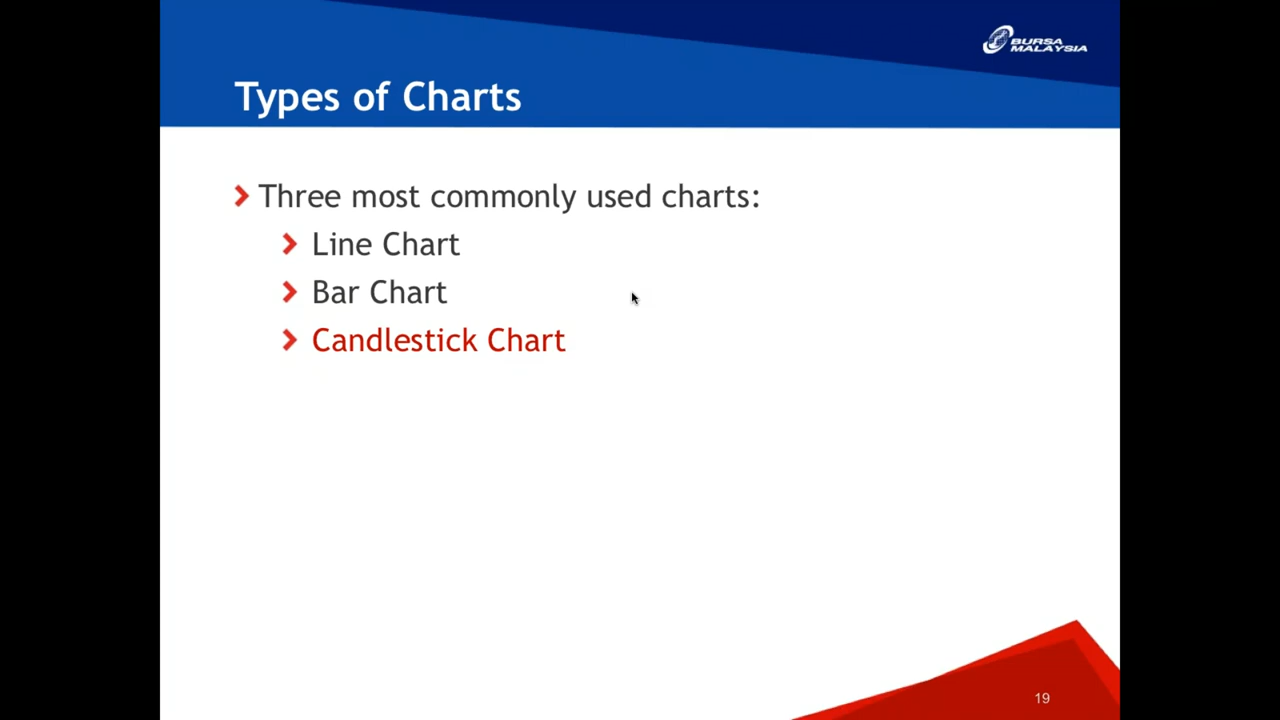 BURSA
MALAYSIA
Types of Charts
Three most commonly used charts:
Line Chart
Bar Chart
Candlestick Chart
19